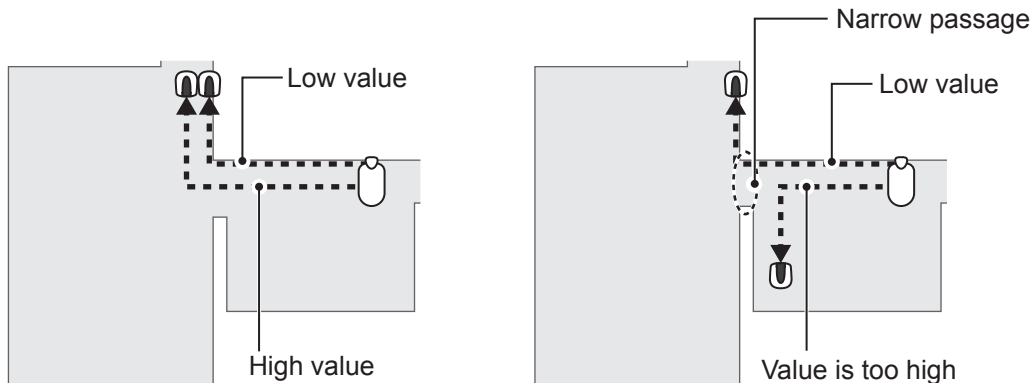 Low value
High value
Narrow passage
Low value
Value is too high